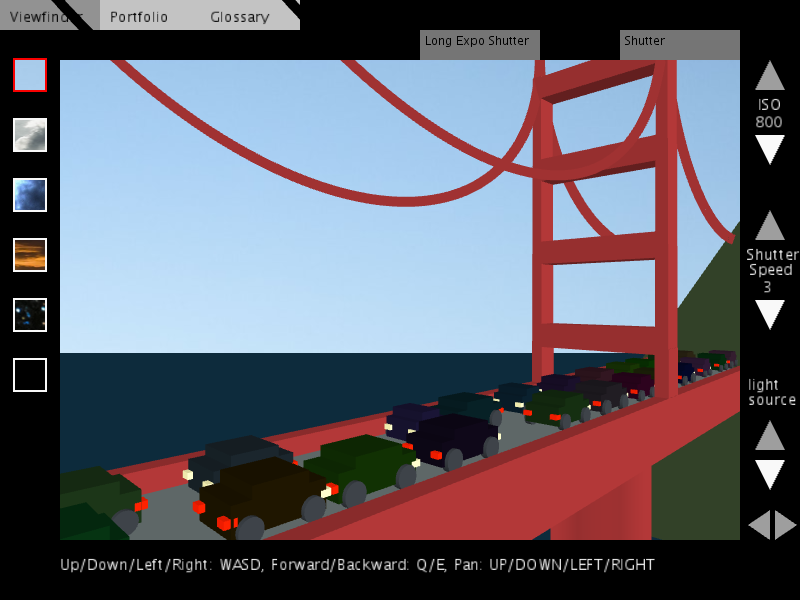 Viewfinder Portfolio Glossary
Long Expo Shutter Shutter
ISO
800
Shutter
Speed
3
light
source
Up/Down/Left/Right: WASD, Forward/Backward: Q/E, Pan: UP/DOWN/LEFT/RIGHT